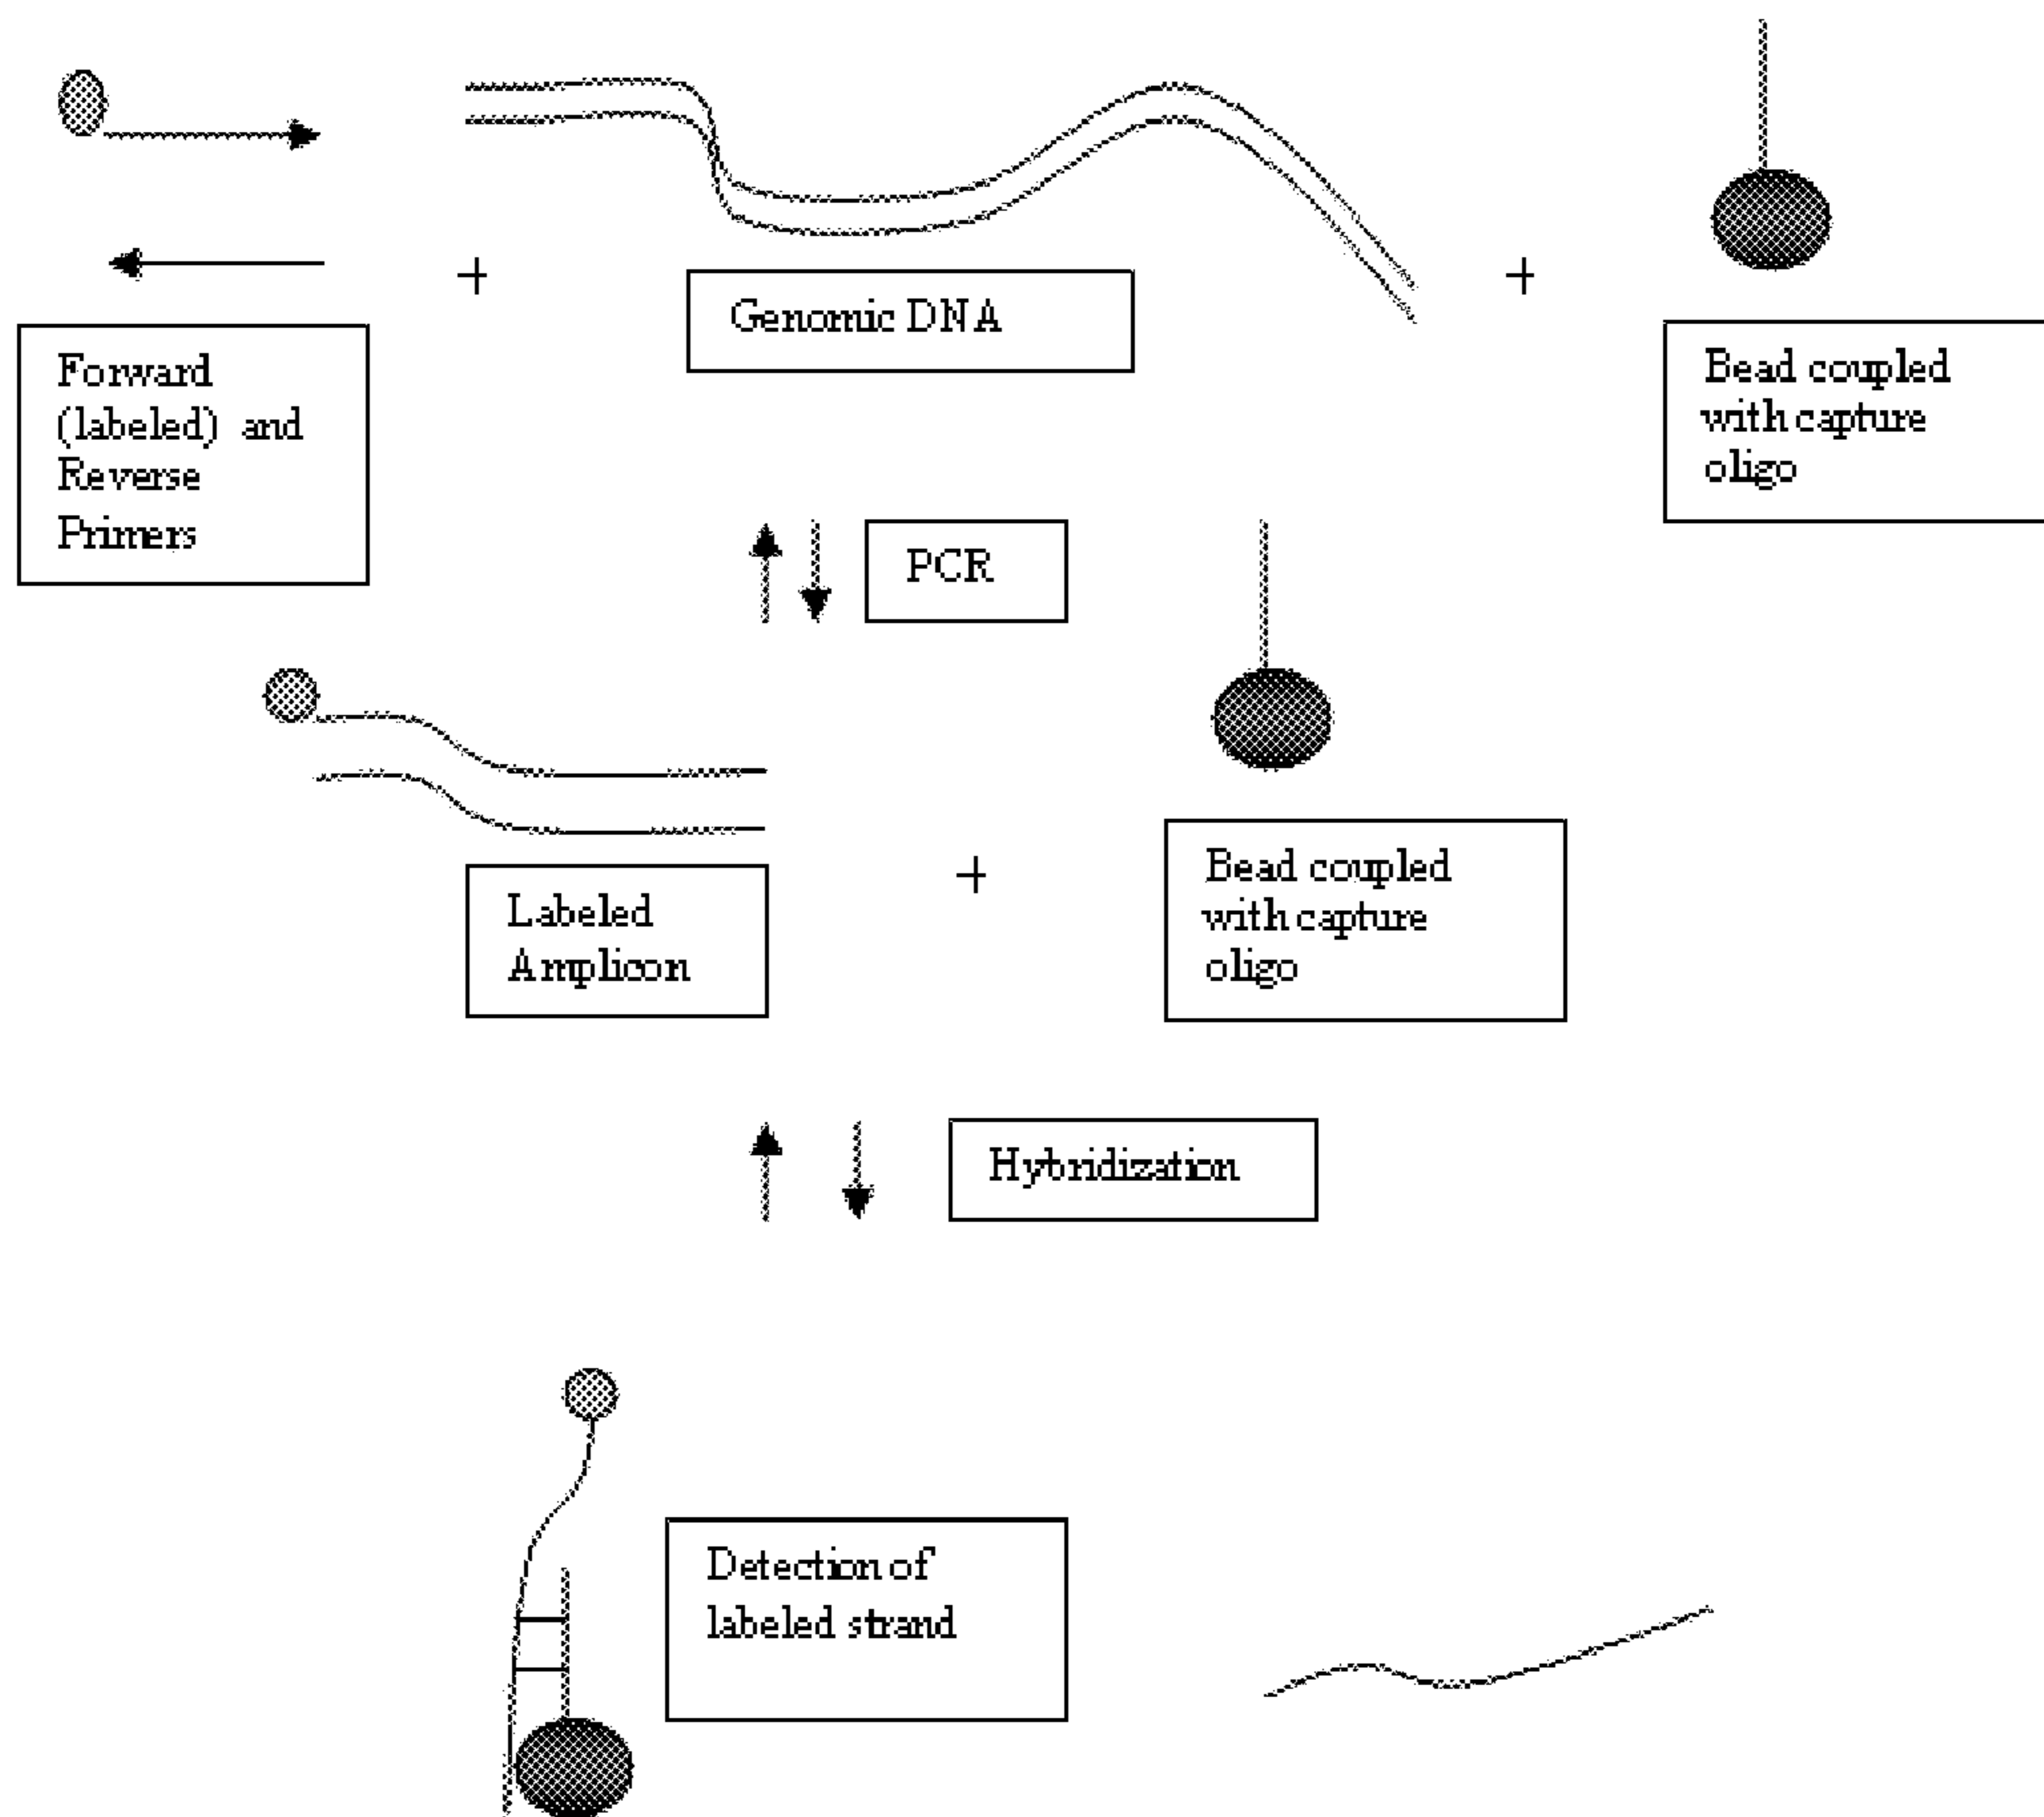 +
Genomic DNA
+
Forward
(labeled) and
Reverse
Primers
Bead coupled
with capture
oligo
PCR
Labeled
Amplicon
+
Bead coupled
with capture
oligo
Hybridization
Detection of
labeled strand